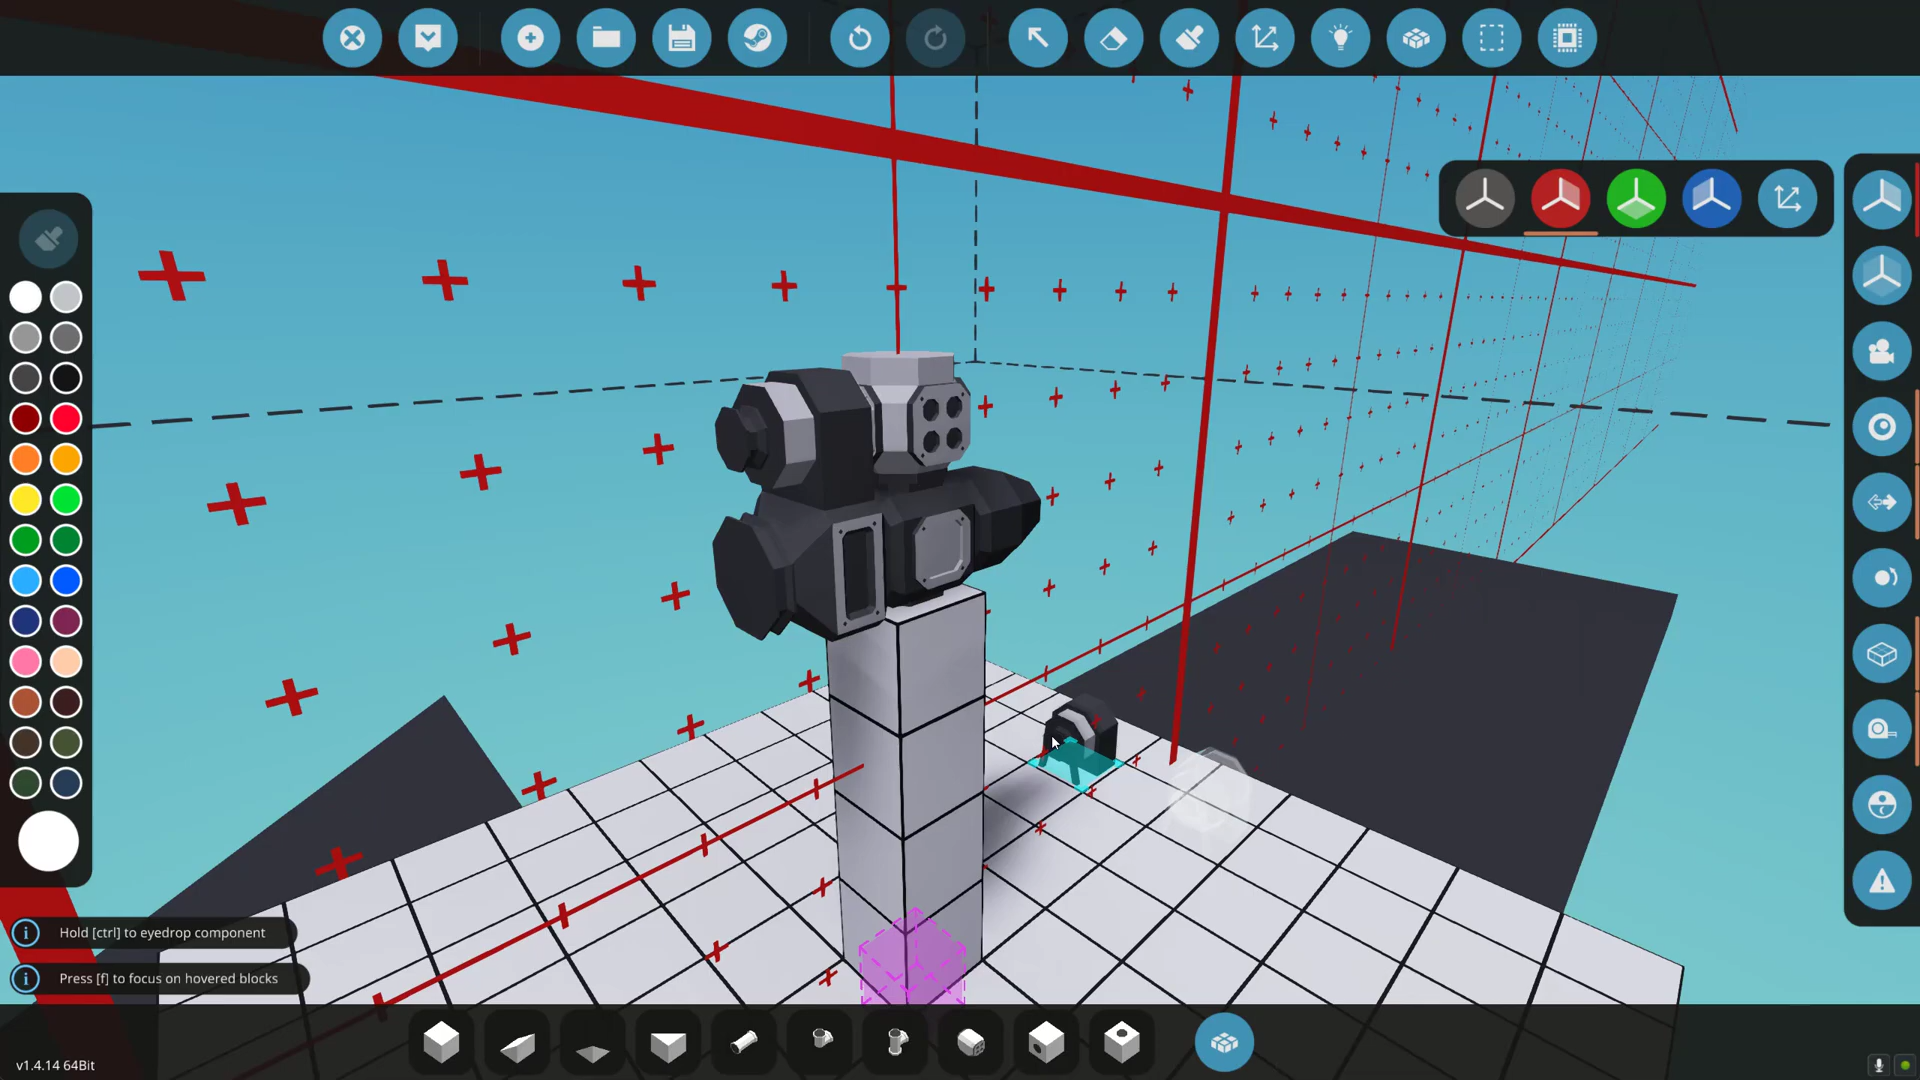 Hold [ctrl] to eyedrop component
Press [f] to focus on hovered blocks
v1.4.14 64Bit